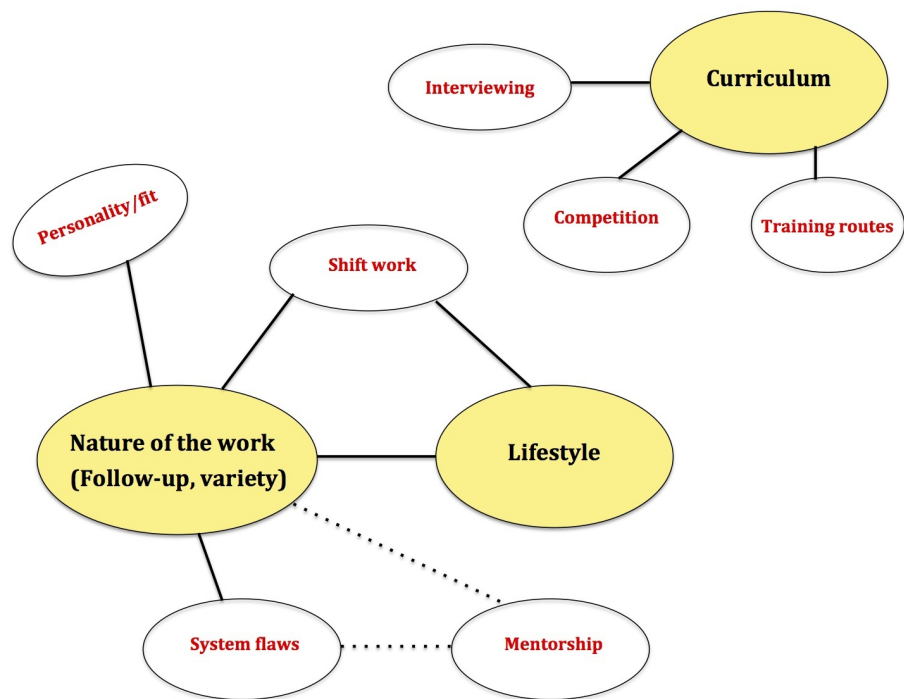 Curriculum
Interviewing
Competition
Training routes
Personality/fit
Shift work
Nature of the work
(Follow-up, variety)
Lifestyle
System flaws
Mentorship